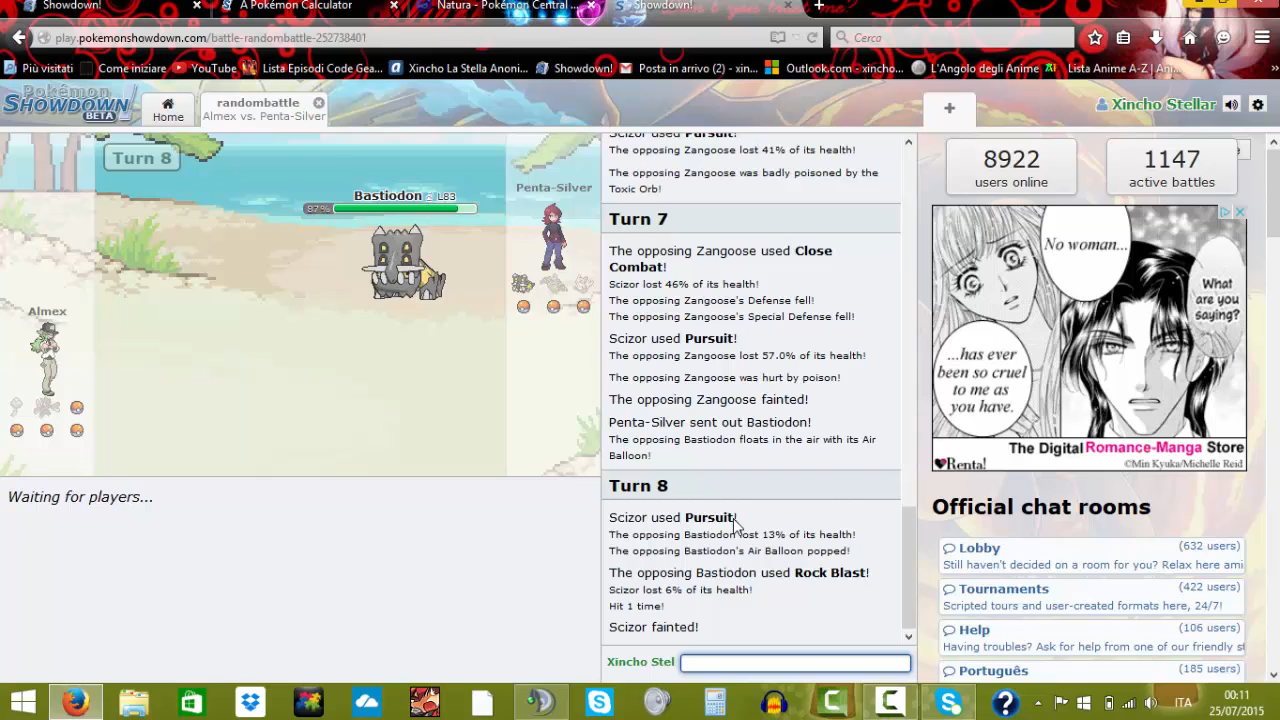 Showdown!
A Pokémon Calculator
Natura - Pokémon Central ...
Showdown!
play.pokemonshowdown.com/battle-randombattle-252738401
Cerca
Più visitati
Come iniziare
YouTube
Lista Episodi Code Gea...
Xincho La Stella Anoni...
Showdown!
Posta in arrivo (2) - xin...
Outlook.com - xincho...
L'Angolo degli Anime
Lista Anime A-Z | Ani...
Pokémon
Showdown
BETA
Home
randombattle
Almex vs. Penta-Silver
Xincho Stellar
Turn 8
Bastiodon L83
87%
Penta-Silver
Almex
Waiting for players...
Scizor used Pursuit!
The opposing Zangoose lost 41% of its health!
The opposing Zangoose was badly poisoned by the
Toxic Orb!
Turn 7
The opposing Zangoose used Close
Combat!
Scizor lost 46% of its health!
The opposing Zangoose's Defense fell!
The opposing Zangoose's Special Defense fell!
Scizor used Pursuit!
The opposing Zangoose lost 57.0% of its health!
The opposing Zangoose was hurt by poison!
The opposing Zangoose fainted!
Penta-Silver sent out Bastiodon!
The opposing Bastiodon floats in the air with its Air
Balloon!
Turn 8
Scizor used Pursuit!
The opposing Bastiodon lost 13% of its health!
The opposing Bastiodon's Air Balloon popped!
The opposing Bastiodon used Rock Blast!
Scizor lost 6% of its health!
Hit 1 time!
Scizor fainted!
Xincho Stel
8922
users online
1147
active battles
No woman...
What
are you
saying?
...has ever
been so cruel
to me as
you have.
The Digital Romance-Manga Store
Renta!
©Min Kyuka/Michelle Reid
Official chat rooms
Lobby
(632 users)
Still haven't decided on a room for you? Relax here ami
Tournaments
(422 users)
Scripted tours and user-created formats here, 24/7!
Help
(106 users)
Having troubles? Ask for help from one of our friendly st
Português
(185 users)
ITA
00:11
25/07/2015